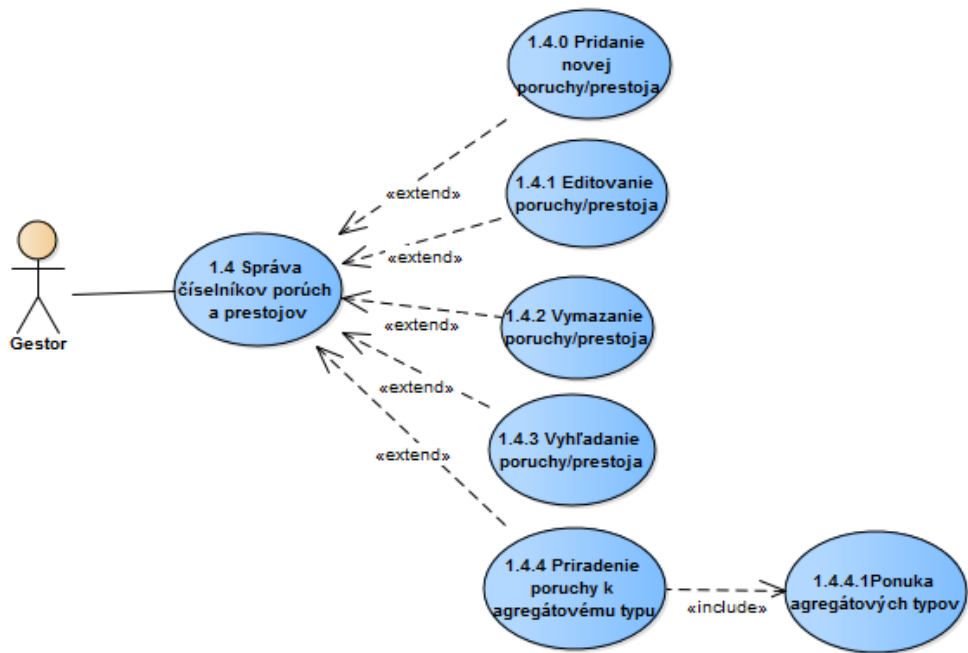 1.4.0 Pridanie
novej
poruchy/prestoja
«extend»
1.4.1 Editovanie
poruchy/prestoja
«extend»
1.4 Správa
číselníkov porúch
a prestojov
Gestor
1.4.2 Vymazanie
poruchy/prestoja
«extend»
1.4.3 Vyhľadanie
poruchy/prestoja
«extend»
«extend»
1.4.4 Priradenie
poruchy k
agregátovému typu
«include»
1.4.4.1Ponuka
agregátových typov